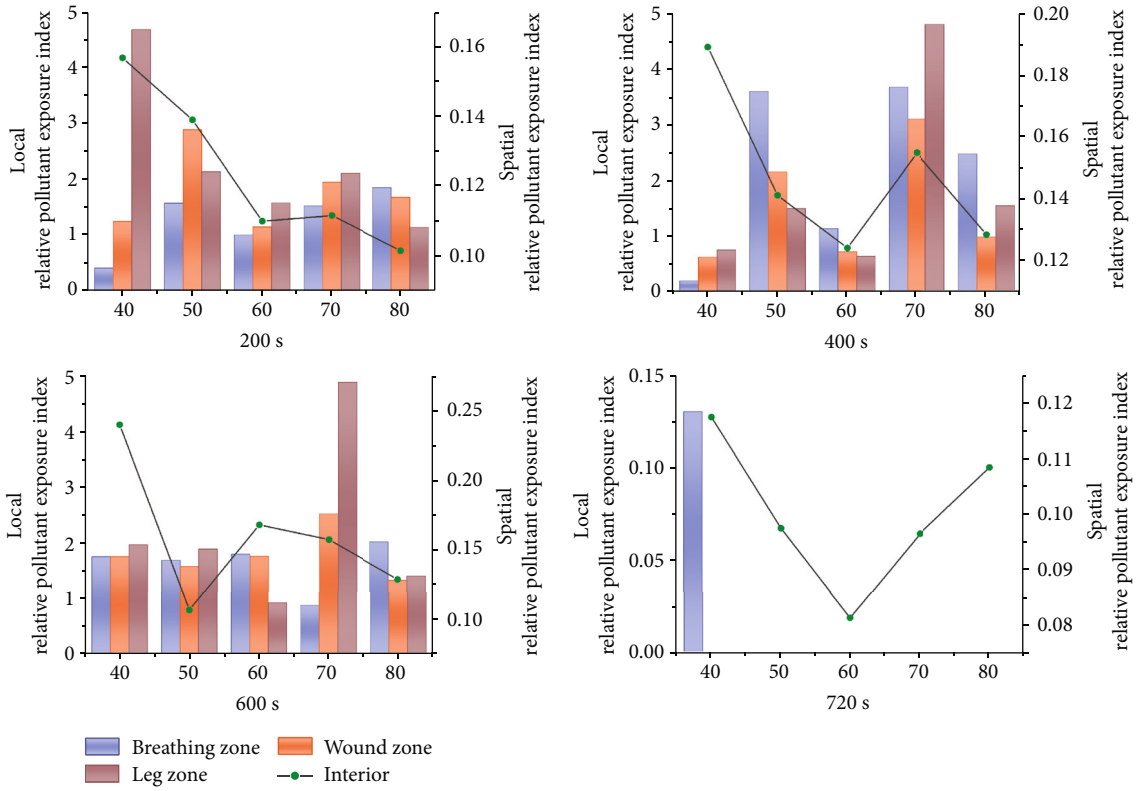 Local
relative pollutant exposure index
5
4
3
2
1
0
40 50 60 70 80
200 s
0.16
0.14
0.12
0.10
Spatial
relative pollutant exposure index
Local
relative pollutant exposure index
5
4
3
2
1
0
40 50 60 70 80
400 s
0.20
0.18
0.16
0.14
0.12
Spatial
relative pollutant exposure index
Local
relative pollutant exposure index
5
4
3
2
1
0
40 50 60 70 80
600 s
0.25
0.20
0.15
0.10
Spatial
relative pollutant exposure index
Local
relative pollutant exposure index
0.15
0.10
0.05
0.00
40 50 60 70 80
720 s
0.12
0.11
0.10
0.09
0.08
Spatial
relative pollutant exposure index
Breathing zone
Wound zone
Leg zone
Interior